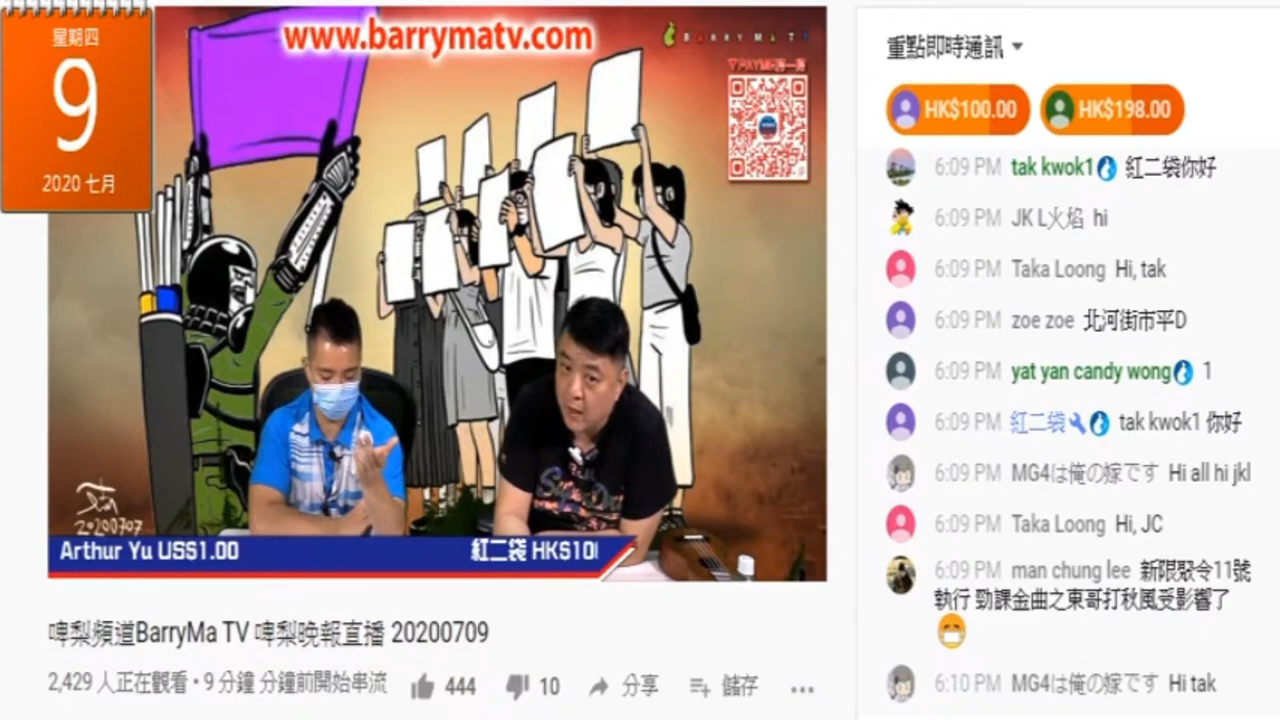 星期四
9
2020 七月
www.barrymatv.com
BARRY MA TV
20200707
Arthur Yu US$1.00
紅二袋 HK$10
啤梨頻道BarryMa TV 啤梨晚報直播 20200709
2,429 人正在觀看 • 9 分鐘 分鐘前開始串流
444
10
分享
儲存
重點即時通訊
HK$100.00
HK$198.00
6:09 PM tak kwok1 紅二袋你好
6:09 PM JK L火焰 hi
6:09 PM Taka Loong Hi, tak
6:09 PM zoe zoe 北河街市平D
6:09 PM yat yan candy wong 1
6:09 PM 紅二袋 tak kwok1 你好
6:09 PM MG4は俺の嫁です Hi all hi jkl
6:09 PM Taka Loong Hi, JC
6:09 PM man chung lee 新限聚令11號
執行 勁課金曲之東哥打秋風受影響了
6:10 PM MG4は俺の嫁です Hi tak